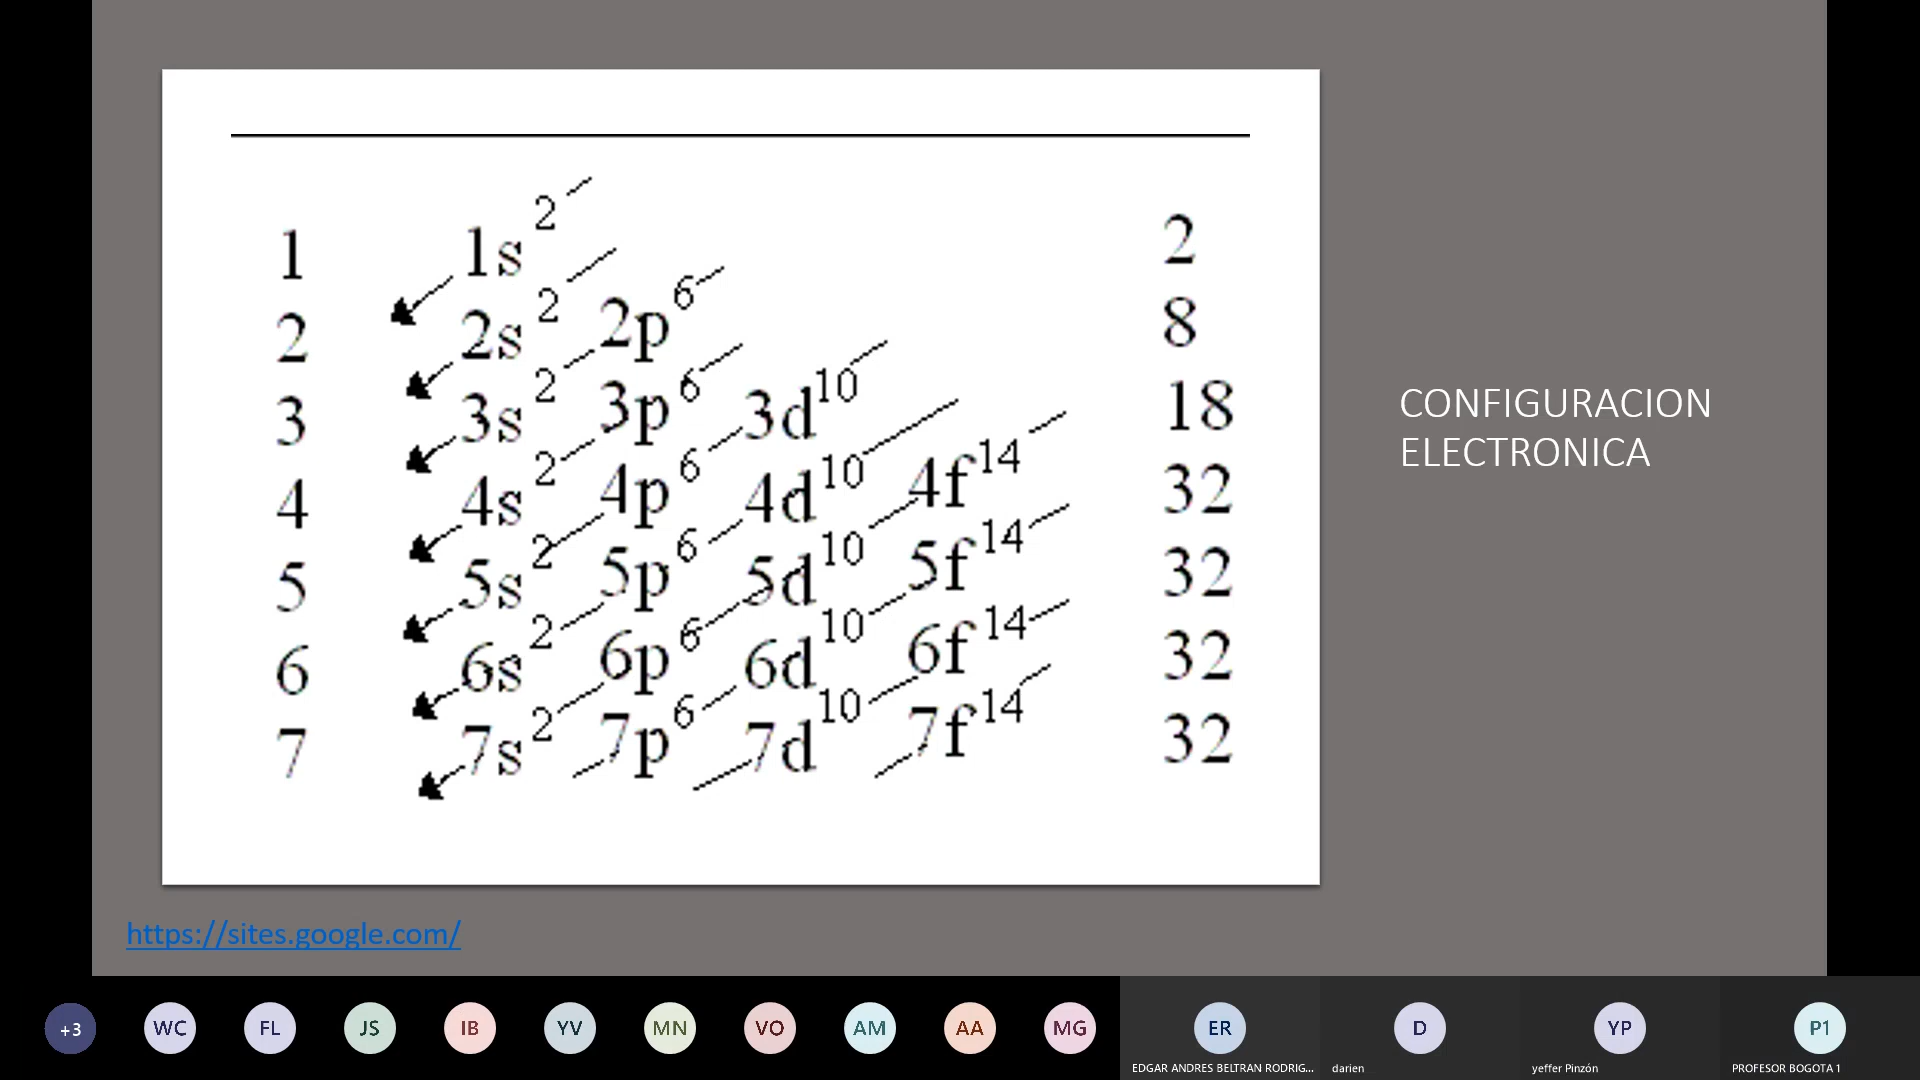 1 1s² 2
2 2s² 2p⁶ 8
3 3s² 3p⁶ 3d¹⁰ 18
4 4s² 4p⁶ 4d¹⁰ 4f¹⁴ 32
5 5s² 5p⁶ 5d¹⁰ 5f¹⁴ 32
6 6s² 6p⁶ 6d¹⁰ 6f¹⁴ 32
7 7s² 7p⁶ 7d¹⁰ 7f¹⁴ 32
CONFIGURACION
ELECTRONICA
https://sites.google.com/
+3 WC FL JS IB YV MN VO AM AA MG ER D YP P1
EDGAR ANDRES BELTRAN RODRIG... darien yeffer Pinzón PROFESOR BOGOTA 1